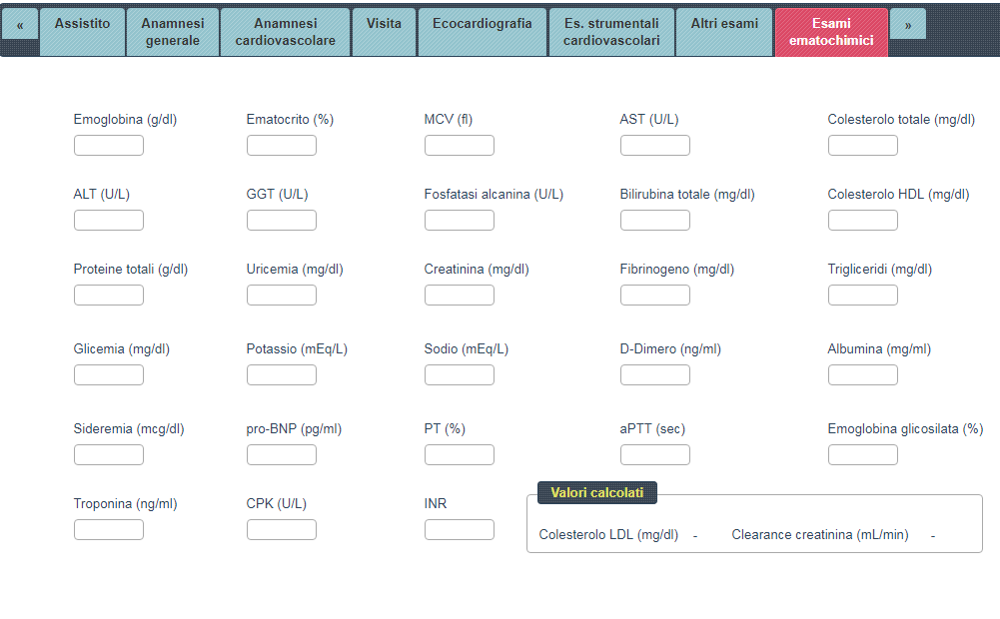 « Assistito Anamnesi generale Anamnesi cardiovascolare Visita Ecocardiografia Es. strumentali cardiovascolari Altri esami Esami ematochimici »
Emoglobina (g/dl) Ematocrito (%) MCV (fl) AST (U/L) Colesterolo totale (mg/dl)
ALT (U/L) GGT (U/L) Fosfatasi alcanina (U/L) Bilirubina totale (mg/dl) Colesterolo HDL (mg/dl)
Proteine totali (g/dl) Uricemia (mg/dl) Creatinina (mg/dl) Fibrinogeno (mg/dl) Trigliceridi (mg/dl)
Glicemia (mg/dl) Potassio (mEq/L) Sodio (mEq/L) D-Dimero (ng/ml) Albumina (mg/ml)
Sideremia (mcg/dl) pro-BNP (pg/ml) PT (%) aPTT (sec) Emoglobina glicosilata (%)
Troponina (ng/ml) CPK (U/L) INR
Valori calcolati
Colesterolo LDL (mg/dl) - Clearance creatinina (mL/min) -